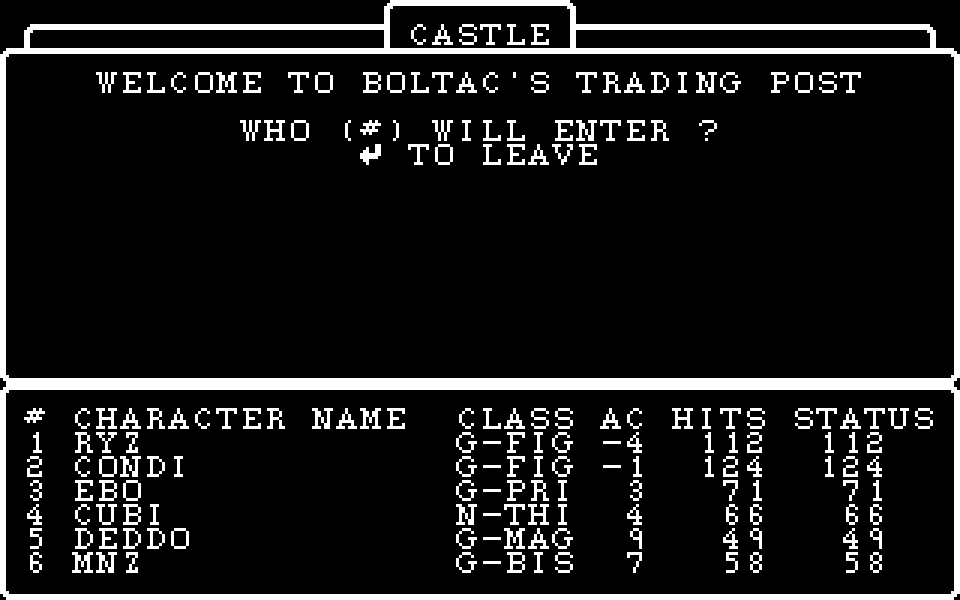 CASTLE
WELCOME TO BOLTAC'S TRADING POST
WHO (#) WILL ENTER ?
↵ TO LEAVE
# CHARACTER NAME CLASS AC HITS STATUS
1 RYZ G-FIG -4 112 112
2 CONDI G-FIG -1 124 124
3 EBO G-PRI 3 71 71
4 CUBI N-THI 4 66 66
5 DEDDO G-MAG 9 49 49
6 MNZ G-BIS 7 58 58